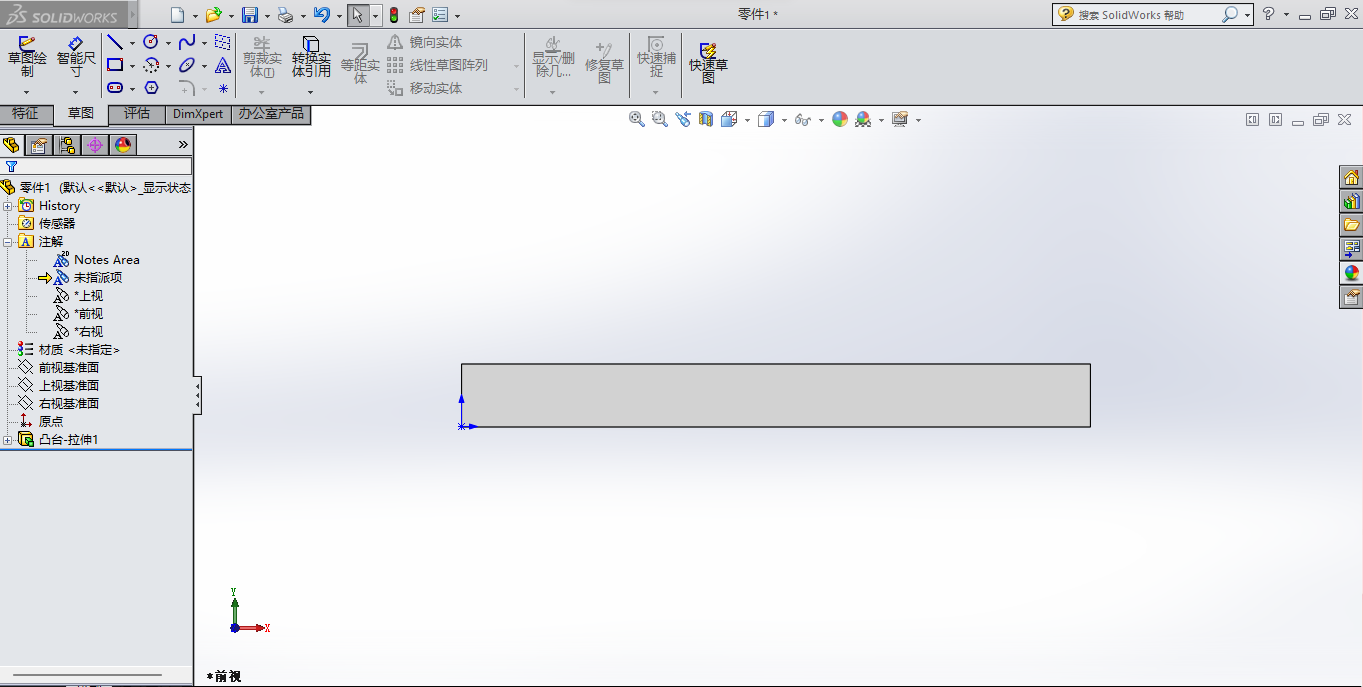 SOLIDWORKS
零件1 *
搜索 SolidWorks 帮助
草图绘
制
智能尺
寸
剪裁实
体(T)
转换实
体引用
等距实
体
镜向实体
线性草图阵列
移动实体
显示/删
除几...
修复草
图
快速捕
捉
快速草
图
特征
草图
评估
DimXpert
办公室产品
零件1 (默认<<默认>_显示状态
History
传感器
注解
Notes Area
未指派项
*上视
*前视
*右视
材质 <未指定>
前视基准面
上视基准面
右视基准面
原点
凸台-拉伸1
Y
X
*前视